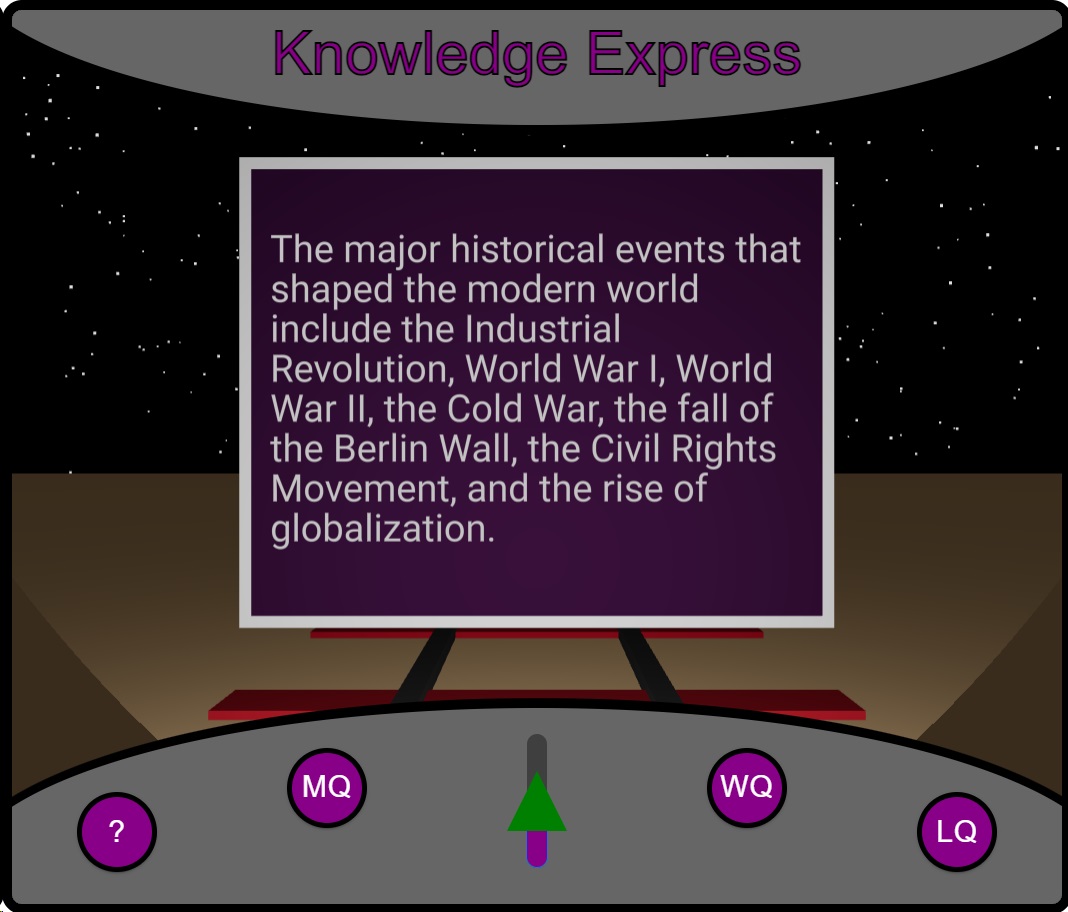 Knowledge Express
The major historical events that
shaped the modern world
include the Industrial
Revolution, World War I, World
War II, the Cold War, the fall of
the Berlin Wall, the Civil Rights
Movement, and the rise of
globalization.
MQ
WQ
?
LQ